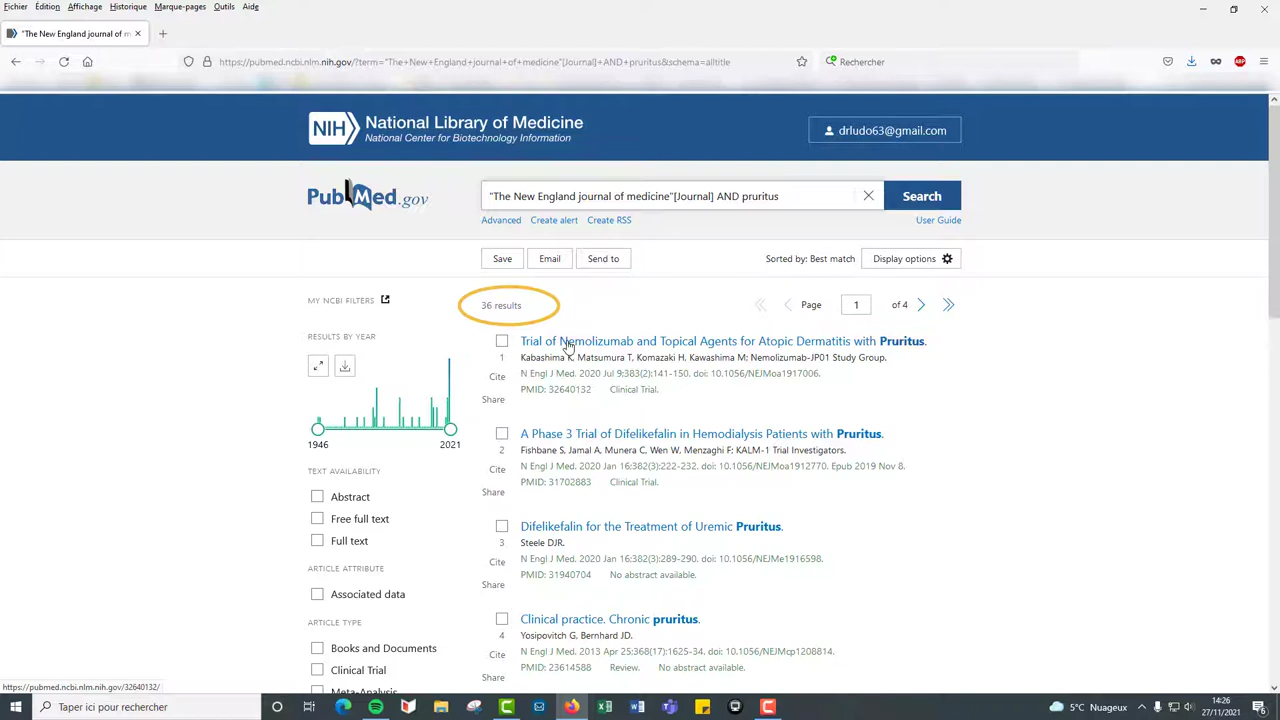 Fichier Édition Affichage Historique Marque-pages Outils Aide
"The New England journal of m
https://pubmed.ncbi.nlm.nih.gov/?term="The+New+England+journal+of+medicine"[Journal]+AND+pruritus&schema=alltitle
Rechercher
ABP
NIH National Library of Medicine
National Center for Biotechnology Information
drludo63@gmail.com
PubMed.gov
"The New England journal of medicine"[Journal] AND pruritus
Search
Advanced Create alert Create RSS User Guide
Save Email Send to Sorted by: Best match Display options
MY NCBI FILTERS
36 results
Page 1 of 4
RESULTS BY YEAR
1946 2021
TEXT AVAILABILITY
Abstract
Free full text
Full text
ARTICLE ATTRIBUTE
Associated data
ARTICLE TYPE
Books and Documents
Clinical Trial
Meta-Analysis
Trial of Nemolizumab and Topical Agents for Atopic Dermatitis with Pruritus.
1 Kabashima K, Matsumura T, Komazaki H, Kawashima M; Nemolizumab-JP01 Study Group.
Cite N Engl J Med. 2020 Jul 9;383(2):141-150. doi: 10.1056/NEJMoa1917006.
PMID: 32640132 Clinical Trial.
Share
A Phase 3 Trial of Difelikefalin in Hemodialysis Patients with Pruritus.
2 Fishbane S, Jamal A, Munera C, Wen W, Menzaghi F; KALM-1 Trial Investigators.
Cite N Engl J Med. 2020 Jan 16;382(3):222-232. doi: 10.1056/NEJMoa1912770. Epub 2019 Nov 8.
PMID: 31702883 Clinical Trial.
Share
Difelikefalin for the Treatment of Uremic Pruritus.
3 Steele DJR.
Cite N Engl J Med. 2020 Jan 16;382(3):289-290. doi: 10.1056/NEJMe1916598.
PMID: 31940704 No abstract available.
Share
Clinical practice. Chronic pruritus.
4 Yosipovitch G, Bernhard JD.
Cite N Engl J Med. 2013 Apr 25;368(17):1625-34. doi: 10.1056/NEJMcp1208814.
PMID: 23614588 Review. No abstract available.
Share
https://pubmed.ncbi.nlm.nih.gov/32640132/
Taper ici pour rechercher
5°C Nuageux
14:26
27/11/2021